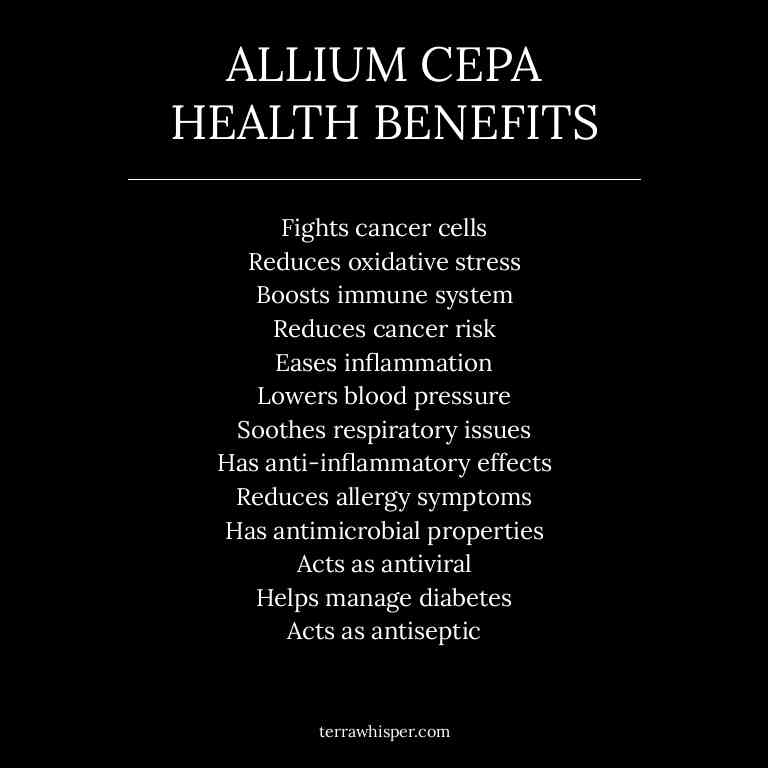 ALLIUM CEPA
HEALTH BENEFITS
Fights cancer cells
Reduces oxidative stress
Boosts immune system
Reduces cancer risk
Eases inflammation
Lowers blood pressure
Soothes respiratory issues
Has anti-inflammatory effects
Reduces allergy symptoms
Has antimicrobial properties
Acts as antiviral
Helps manage diabetes
Acts as antiseptic
terrawhisper.com